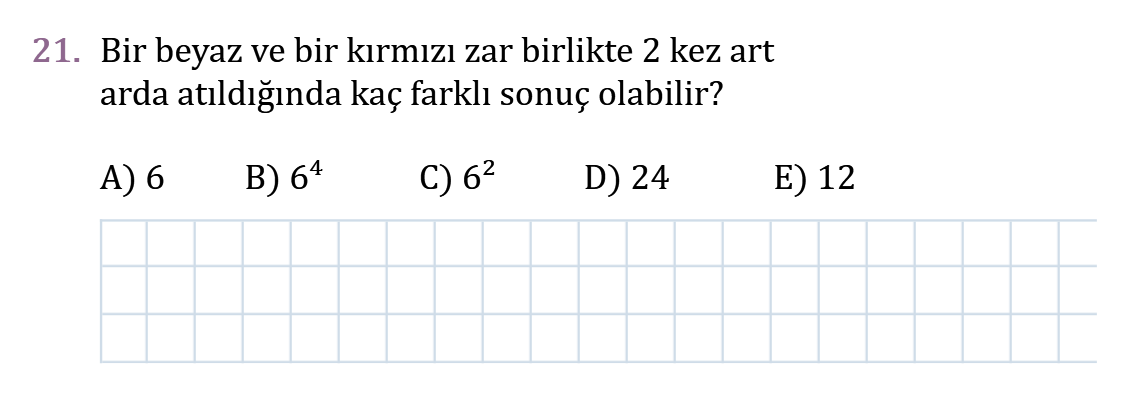 21. Bir beyaz ve bir kırmızı zar birlikte 2 kez art
arda atıldığında kaç farklı sonuç olabilir?
A) 6 B) 6⁴ C) 6² D) 24 E) 12